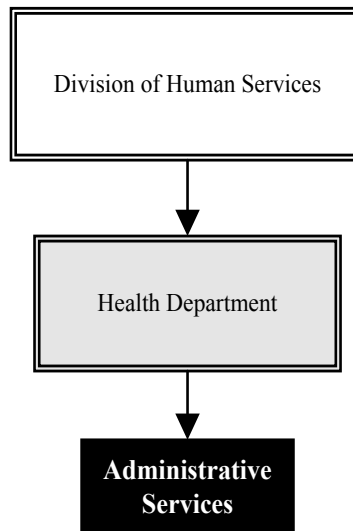 Division of Human Services
Health Department
Administrative
Services